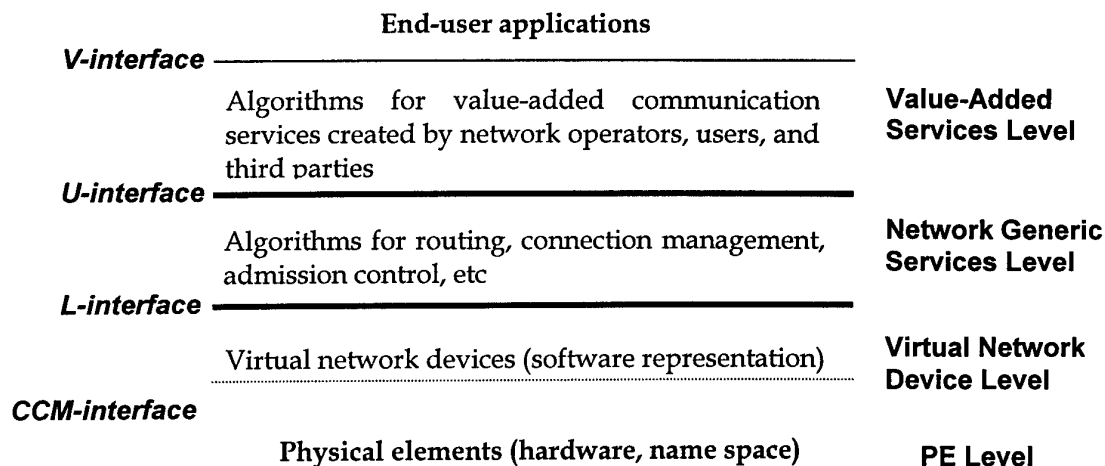 End-user applications
V-interface
Algorithms for value-added communication
services created by network operators, users, and
third parties
Value-Added
Services Level
U-interface
Algorithms for routing, connection management,
admission control, etc
Network Generic
Services Level
L-interface
Virtual network devices (software representation)
Virtual Network
Device Level
CCM-interface
Physical elements (hardware, name space)
PE Level